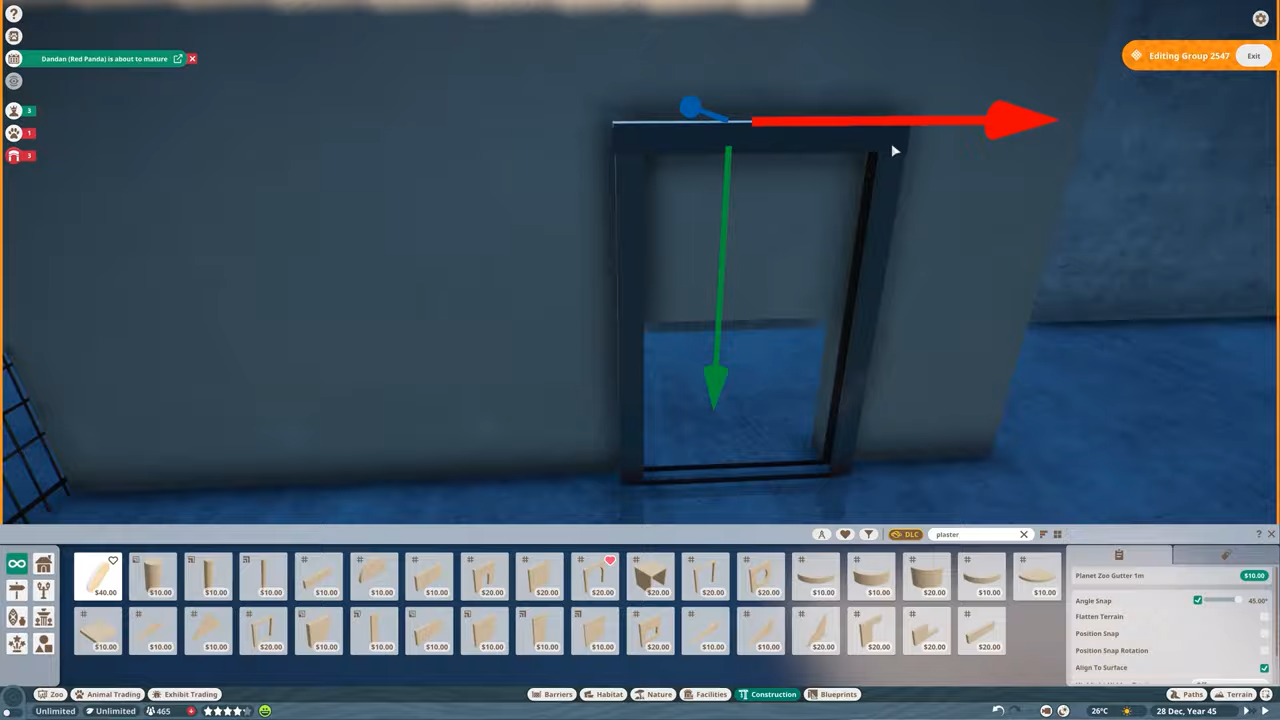 ?
Dandan (Red Panda) is about to mature
Editing Group 2547
Exit
3
1
3
DLC
plaster
?
$40.00
$10.00
$10.00
$10.00
$10.00
$10.00
$10.00
$20.00
$20.00
$20.00
$20.00
$20.00
$20.00
$10.00
$10.00
$20.00
$10.00
$10.00
$10.00
$10.00
$10.00
$20.00
$10.00
$10.00
$10.00
$10.00
$10.00
$10.00
$20.00
$10.00
$10.00
$20.00
$20.00
$20.00
$20.00
Planet Zoo Gutter 1m
$10.00
Angle Snap
45.00°
Flatten Terrain
Position Snap
Position Snap Rotation
Align To Surface
Zoo
Animal Trading
Exhibit Trading
Barriers
Habitat
Nature
Facilities
Construction
Blueprints
Paths
Terrain
Unlimited
Unlimited
465
26°C
28 Dec, Year 45